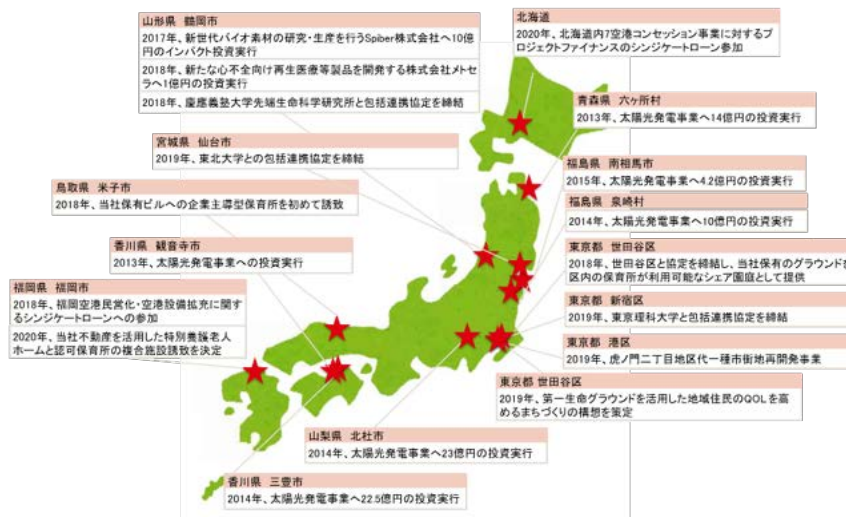 山形県 鶴岡市
2017年、新世代バイオ素材の研究・生産を行うSpiber株式会社へ10億
円のインパクト投資実行
2018年、新たな心不全向け再生医療等製品を開発する株式会社メトセ
ラへ1億円の投資実行
2018年、慶應義塾大学先端生命科学研究所と包括連携協定を締結
北海道
2020年、北海道内7空港コンセッション事業に対するプ
ロジェクトファイナンスのシンジケートローン参加
青森県 六ヶ所村
2013年、太陽光発電事業へ14億円の投資実行
宮城県 仙台市
2019年、東北大学との包括連携協定を締結
福島県 南相馬市
2015年、太陽光発電事業へ4.2億円の投資実行
鳥取県 米子市
2018年、当社保有ビルへの企業主導型保育所を初めて誘致
福島県 泉崎村
2014年、太陽光発電事業へ10億円の投資実行
香川県 観音寺市
2013年、太陽光発電事業への投資実行
東京都 世田谷区
2018年、世田谷区と協定を締結し、当社保有のグラウンドを
区内の保育所が利用可能なシェア園庭として提供
福岡県 福岡市
2018年、福岡空港民営化・空港設備拡充に関す
るシンジケートローンへの参加
2020年、当社不動産を活用した特別養護老人
ホームと認可保育所の複合施設誘致を決定
東京都 新宿区
2019年、東京理科大学と包括連携協定を締結
東京都 港区
2019年、虎ノ門二丁目地区第一種市街地再開発事業
東京都 世田谷区
2019年、第一生命グラウンドを活用した地域住民のQOLを高
めるまちづくりの構想を策定
山梨県 北杜市
2014年、太陽光発電事業へ23億円の投資実行
香川県 三豊市
2014年、太陽光発電事業へ22.5億円の投資実行